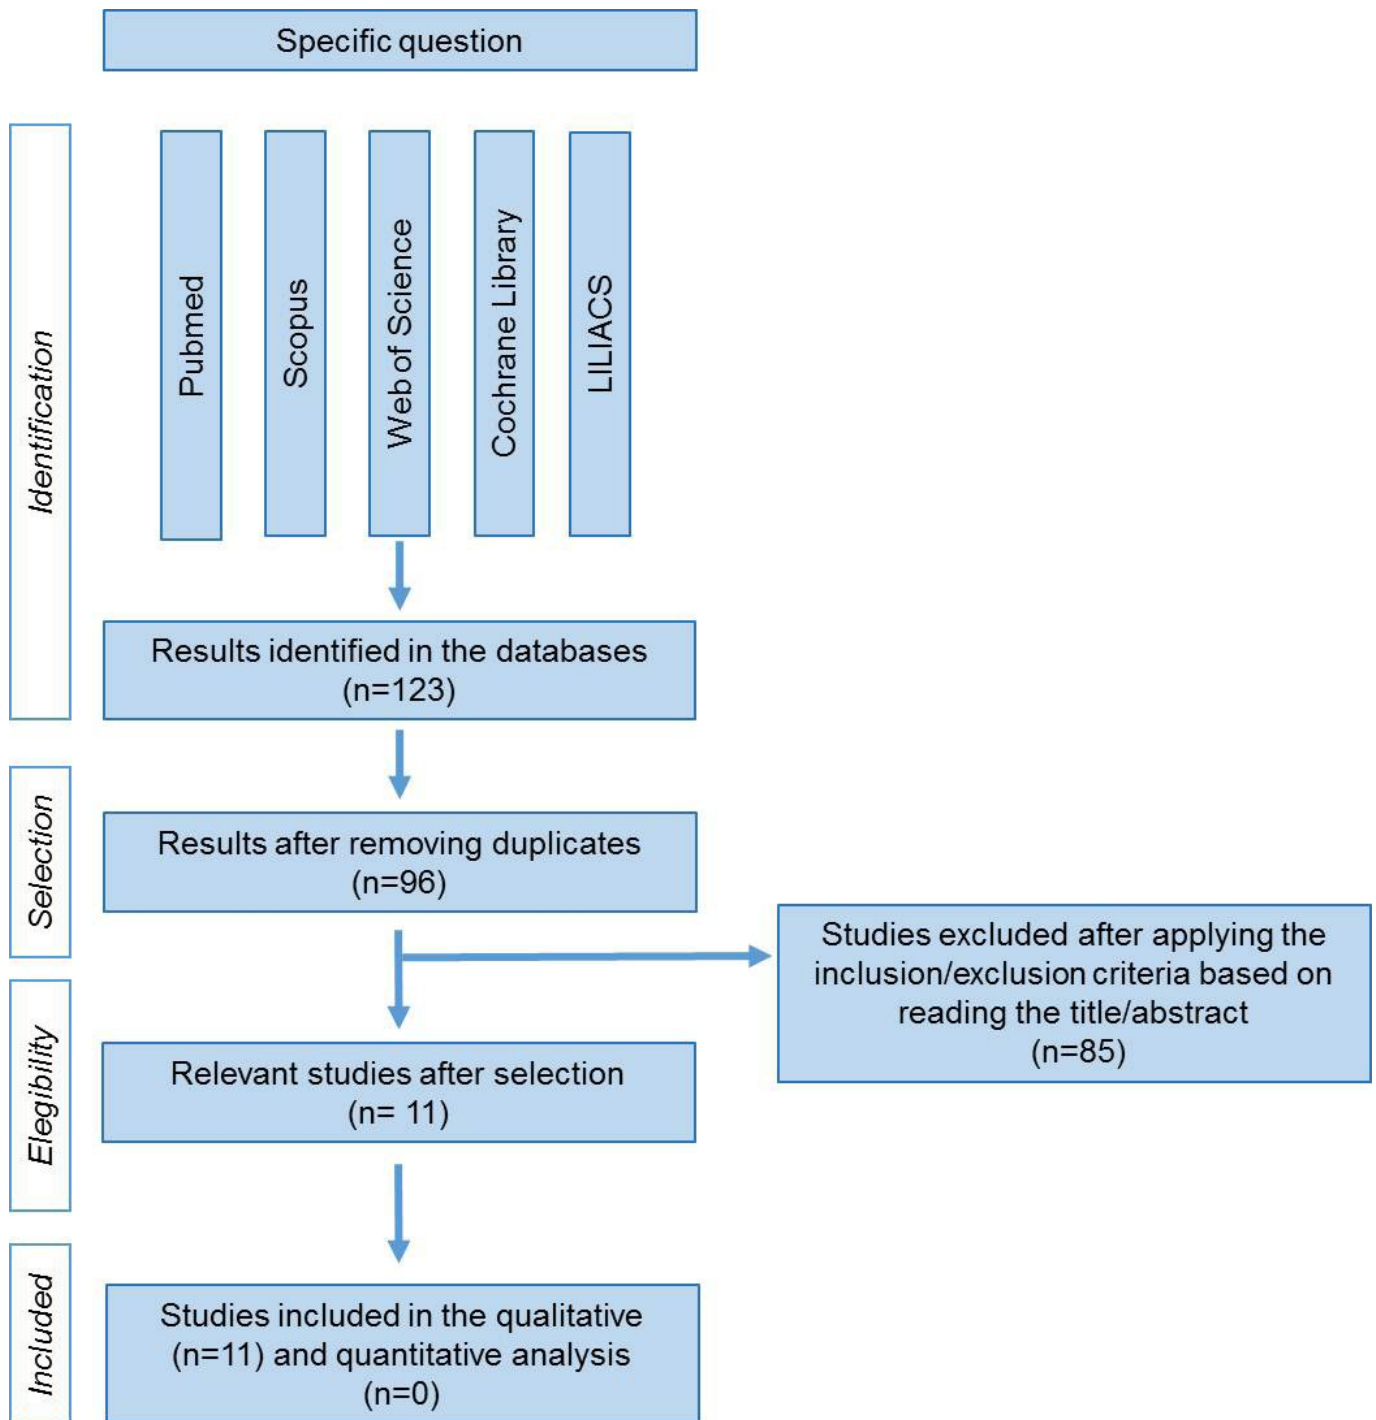 Specific question
Identification
Pubmed
Scopus
Web of Science
Cochrane Library
LILIACS
Results identified in the databases
(n=123)
Selection
Results after removing duplicates
(n=96)
Studies excluded after applying the
inclusion/exclusion criteria based on
reading the title/abstract
(n=85)
Elegibility
Relevant studies after selection
(n= 11)
Included
Studies included in the qualitative
(n=11) and quantitative analysis
(n=0)